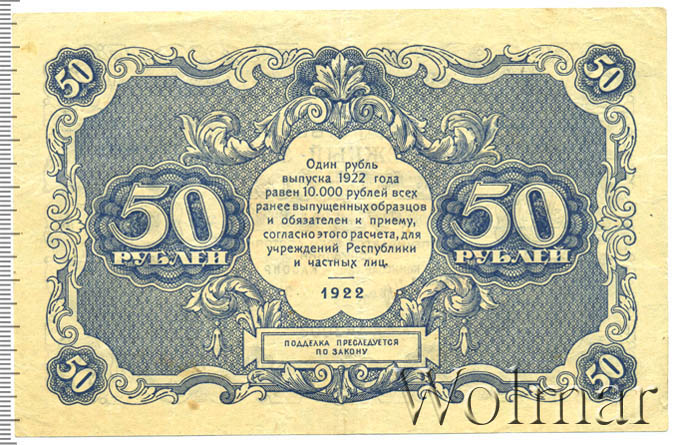 50
50
Один рубль
выпуска 1922 года
равен 10.000 рублей всех
ранее выпущенных образцов
и обязателен к приему,
согласно этого расчета, для
учреждений Республики
и частных лиц.
1922
50
РУБЛЕЙ
50
РУБЛЕЙ
ПОДДЕЛКА ПРЕСЛЕДУЕТСЯ
ПО ЗАКОНУ
50
50
Wolmar